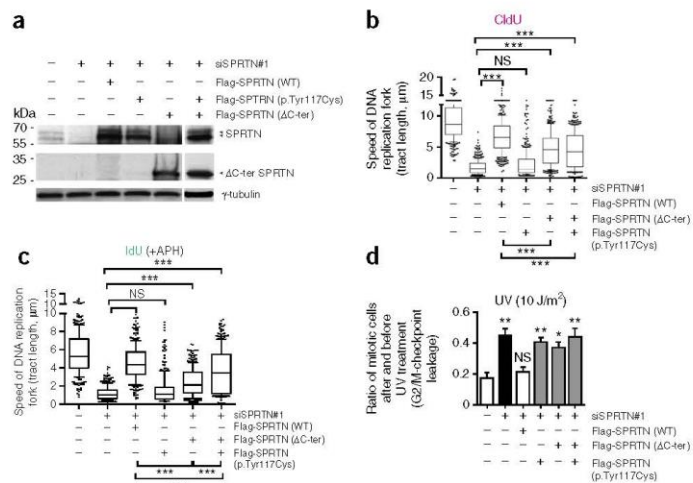 a
− + + + + + siSPRTN#1
− − + − − − Flag-SPRTN (WT)
− − − + − + Flag-SPTRN (p.Tyr117Cys)
kDa − − − − + + Flag-SPRTN (ΔC-ter)
70
55
SPRTN
35
25
ΔC-ter SPRTN
γ-tubulin
b
CldU
***
***
NS
***
Speed of DNA
replication fork
(tract length, μm)
20
15
10
5
0
− + + + + + siSPRTN#1
− − + − − − Flag-SPRTN (WT)
− − − − + + Flag-SPRTN (ΔC-ter)
− − − + − + Flag-SPRTN
(p.Tyr117Cys)
***
***
c
IdU (+APH)
***
***
NS
Speed of DNA replication
fork (tract length, μm)
10
8
6
4
2
0
− + + + + + siSPRTN#1
− − + − − − Flag-SPRTN (WT)
− − − − + + Flag-SPRTN (ΔC-ter)
− − − + − + Flag-SPRTN
(p.Tyr117Cys)
*** ***
d
UV (10 J/m²)
Ratio of mitotic cells
after and before
UV treatment
(G2/M-checkpoint
leakage)
0.6
0.4
0.2
0
** NS ** * **
− + + + + + siSPRTN#1
− − + − − − Flag-SPRTN (WT)
− − − − + + Flag-SPRTN (ΔC-ter)
− − − + − + Flag-SPRTN
(p.Tyr117Cys)